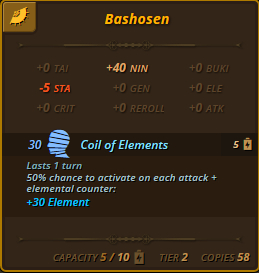 Bashosen
+0 TAI +40 NIN +0 BUKI
-5 STA +0 GEN +0 ELE
+0 CRIT +0 REROLL +0 ATK
30 Coil of Elements 5
Lasts 1 turn
50% chance to activate on each attack +
elemental counter:
+30 Element
CAPACITY 5 / 10 TIER 2 COPIES 58